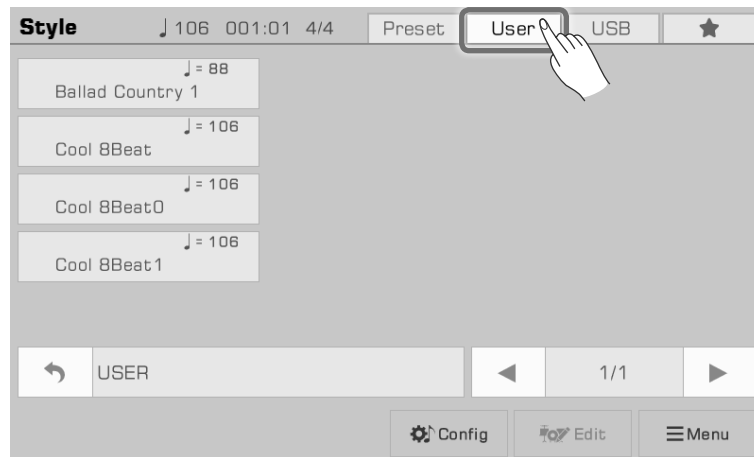 Style ♩ 106 001:01 4/4 Preset User USB
♩= 88
Ballad Country 1
♩= 106
Cool 8Beat
♩= 106
Cool 8Beat0
♩= 106
Cool 8Beat1
USER 1/1
Config Edit Menu